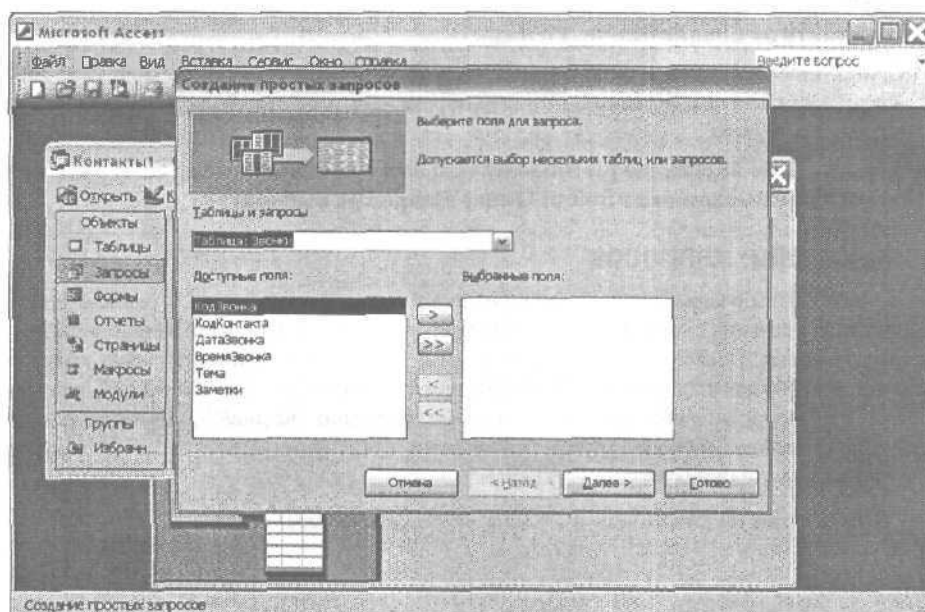 Microsoft Access
Файл Правка Вид Вставка Сервис Окно Справка
Введите вопрос
Создание простых запросов
Выберите поля для запроса.
Допускается выбор нескольких таблиц или запросов.
Контакты1 :
Открыть К
Объекты
Таблицы
Запросы
Формы
Отчеты
Страницы
Макросы
Модули
Группы
Избранн
Таблицы и запросы
Таблица: Звонки
Доступные поля:
КодЗвонка
КодКонтакта
ДатаЗвонка
ВремяЗвонка
Тема
Заметки
>
>>
<
<<
Выбранные поля:
Отмена
< Назад
Далее >
Готово
Создание простых запросов